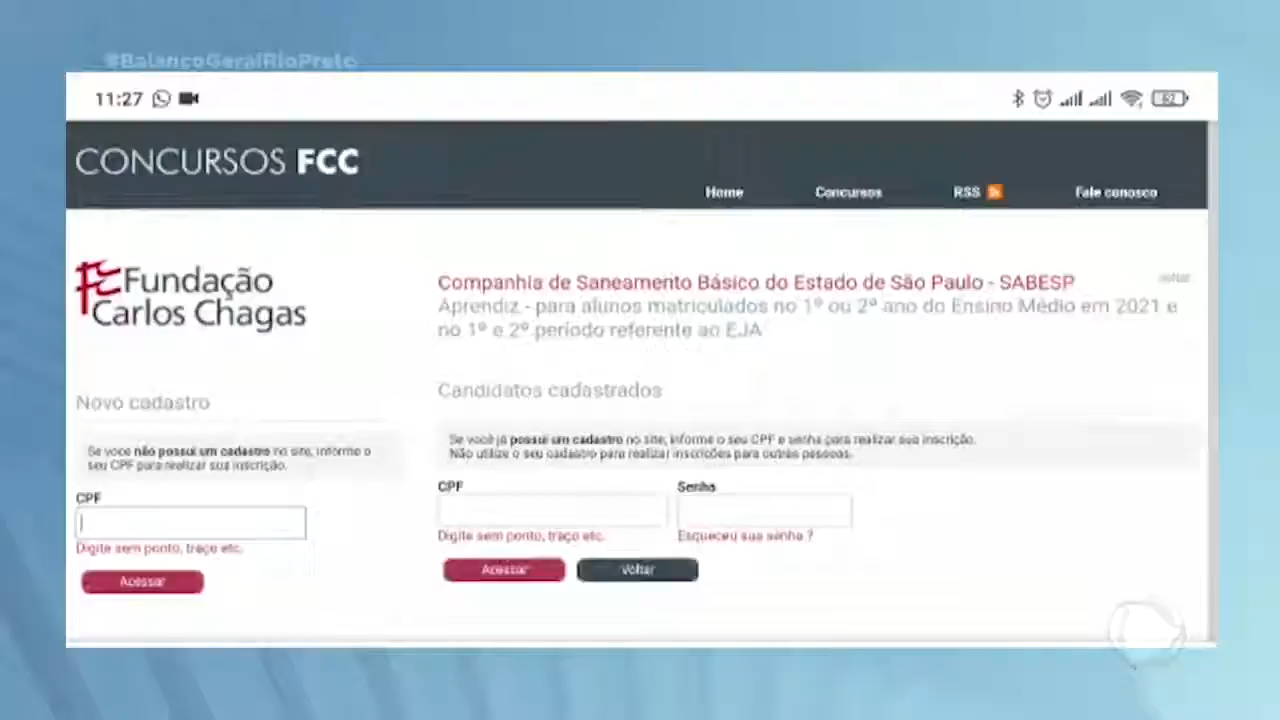 #BalançoGeralRioPreto
11:27
62
CONCURSOS FCC
Home
Concursos
RSS
Fale conosco
Fundação
Carlos Chagas
Companhia de Saneamento Básico do Estado de São Paulo - SABESP
voltar
Aprendiz - para alunos matriculados no 1º ou 2º ano do Ensino Médio em 2021 e
no 1º e 2º período referente ao EJA
Novo cadastro
Se você não possui um cadastro no site, informe o
seu CPF para realizar sua inscrição.
CPF
Digite sem ponto, traço etc.
Acessar
Candidatos cadastrados
Se você já possui um cadastro no site, informe o seu CPF e senha para realizar sua inscrição.
Não utilize o seu cadastro para realizar inscrições para outras pessoas.
CPF
Senha
Digite sem ponto, traço etc.
Esqueceu sua senha ?
Acessar
Voltar